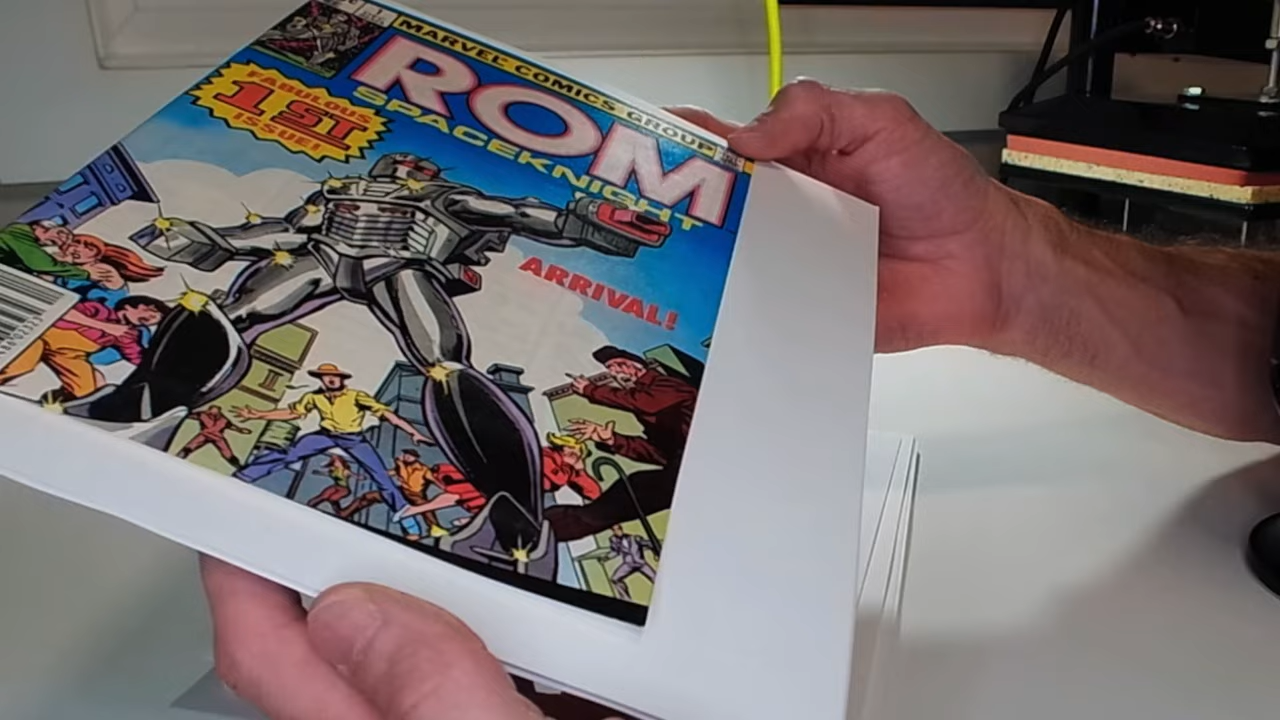 MARVEL COMICS GROUP
ROM
SPACEKNIGHT
FABULOUS
1ST
ISSUE!
ARRIVAL!